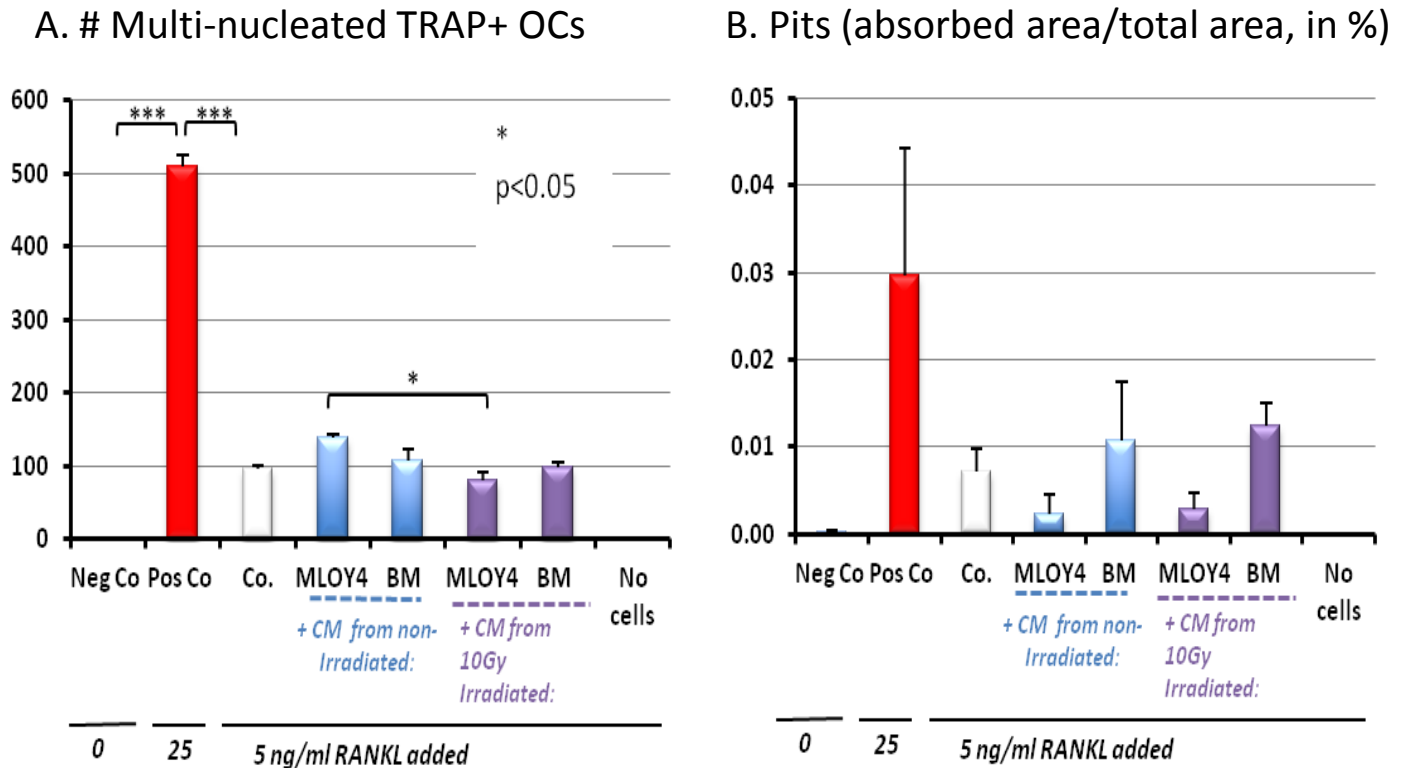 A. # Multi-nucleated TRAP+ OCs
600
500
400
300
200
100
0
*** ***
*
p<0.05
*
Neg Co Pos Co Co. MLOY4 BM MLOY4 BM No
cells
+ CM from non-
Irradiated:
+ CM from
10Gy
Irradiated:
0 25 5 ng/ml RANKL added
B. Pits (absorbed area/total area, in %)
0.05
0.04
0.03
0.02
0.01
0.00
Neg Co Pos Co Co. MLOY4 BM MLOY4 BM No
cells
+ CM from non-
Irradiated:
+ CM from
10Gy
Irradiated:
0 25 5 ng/ml RANKL added